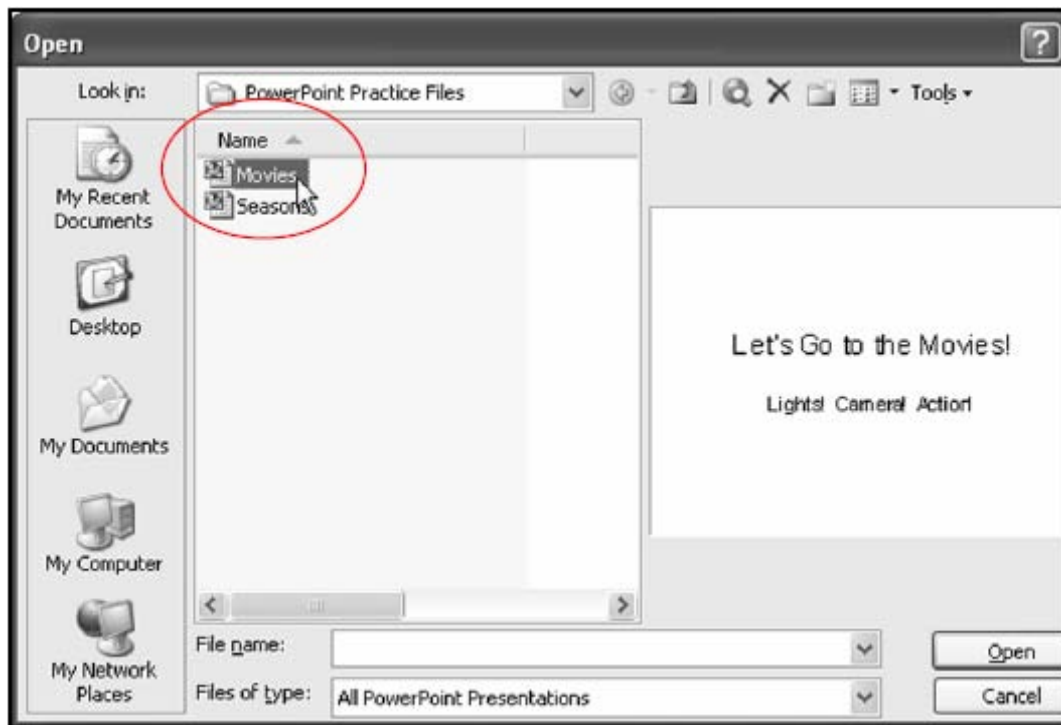 Open
Look in:
PowerPoint Practice Files
Tools
Name
Movies
Seasons
My Recent
Documents
Desktop
My Documents
My Computer
My Network
Places
Let's Go to the Movies!
Lights! Camera! Action!
File name:
Open
Files of type:
All PowerPoint Presentations
Cancel